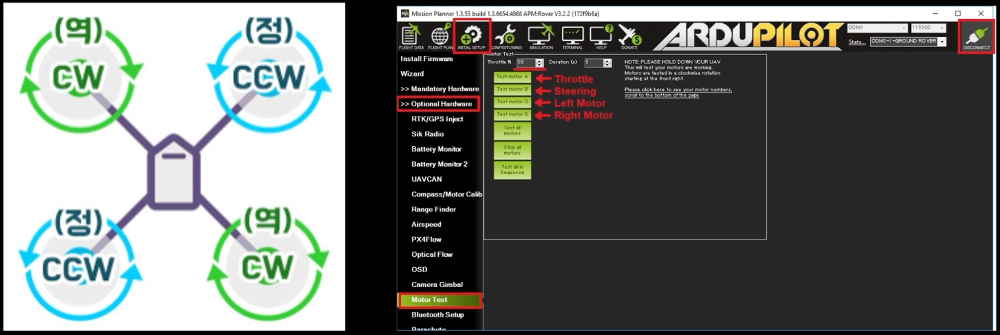 (역)
CW
(정)
CCW
(정)
CCW
(역)
CW
Mission Planner 1.3.53 build 1.3.6654.4868 APM:Rover V3.2.2 (172f9b6a)
FLIGHT DATA
FLIGHT PLAN
INITIAL SETUP
CONFIG/TUNING
SIMULATION
TERMINAL
HELP
DONATE
ARDUPILOT
COM3
115200
Stats...
COM3-1-GROUND ROVER
DISCONNECT
Install Firmware
Wizard
>> Mandatory Hardware
>> Optional Hardware
RTK/GPS Inject
Sik Radio
Battery Monitor
Battery Monitor 2
UAVCAN
Compass/Motor Calib
Range Finder
Airspeed
PX4Flow
Optical Flow
OSD
Camera Gimbal
Motor Test
Bluetooth Setup
Parachute
Motor Test
Throttle % 20 Duration (s) 2
Test motor A
Throttle
Test motor B
Steering
Test motor C
Left Motor
Test motor D
Right Motor
Test all
motors
Stop all
motors
Test all in
Sequence
NOTE: PLEASE HOLD DOWN YOUR UAV
This will test your motors are working.
Motors are tested in a clockwise rotation
starting at the front right.
Please click here to see your motor numbers,
scroll to the bottom of the page